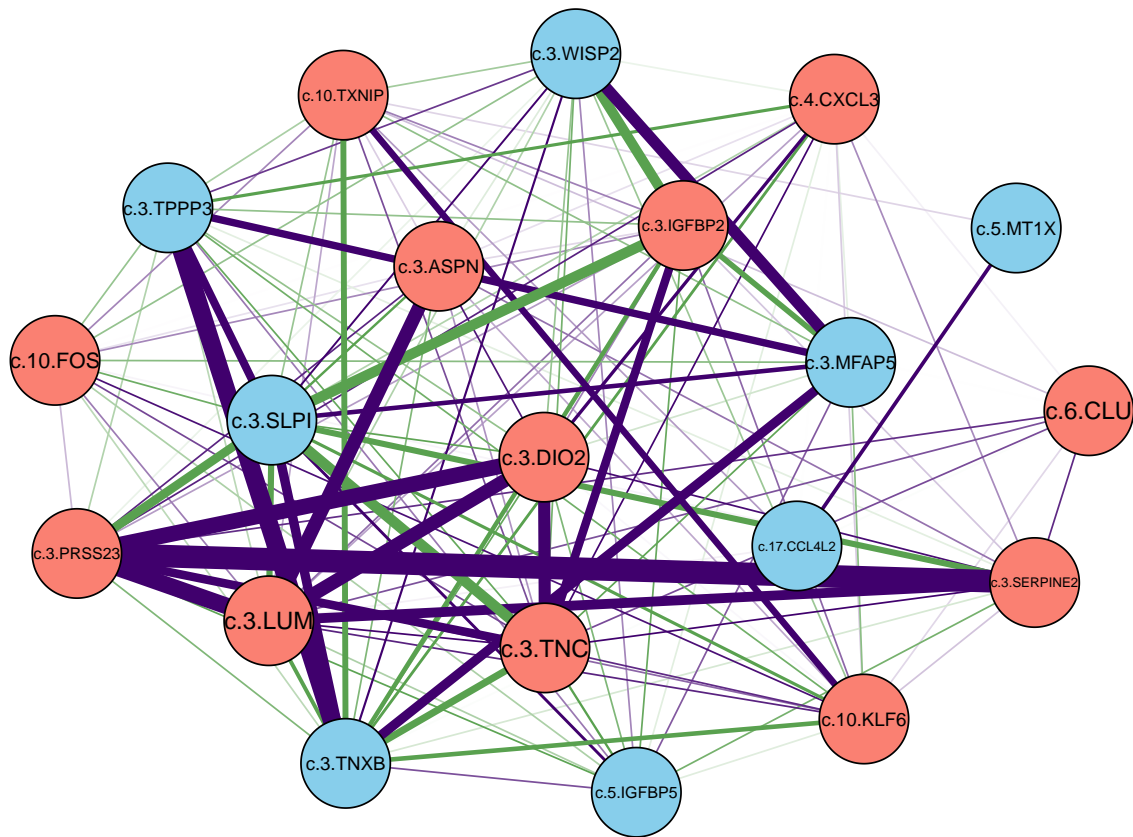 c.3.WISP2
c.10.TXNIP
c.4.CXCL3
c.3.TPPP3
c.3.IGFBP2
c.5.MT1X
c.3.ASPN
c.10.FOS
c.3.MFAP5
c.3.SLPI
c.6.CLU
c.3.DIO2
c.3.PRSS23
c.17.CCL4L2
c.3.SERPINE2
c.3.LUM
c.3.TNC
c.10.KLF6
c.3.TNXB
c.5.IGFBP5